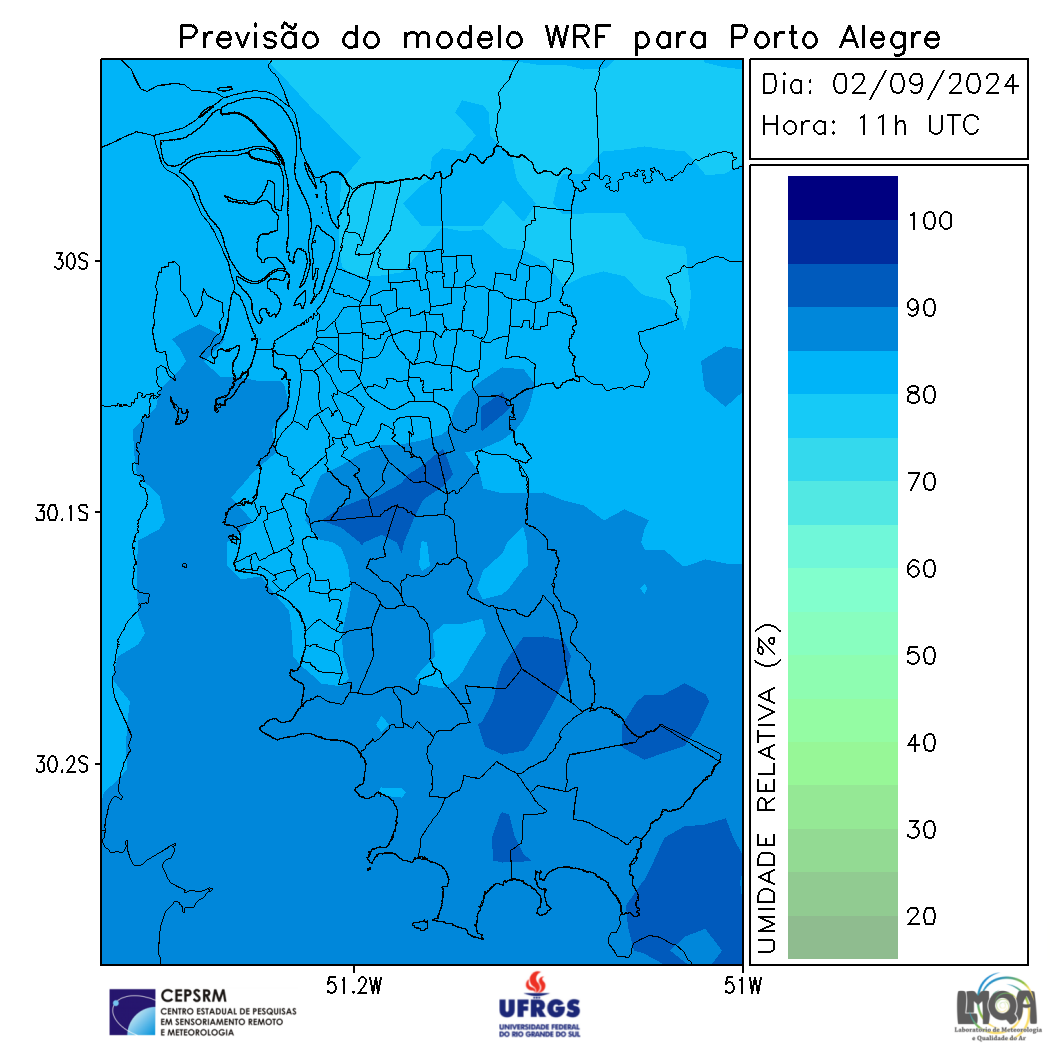 Previsão do modelo WRF para Porto Alegre
Dia: 02/09/2024
Hora: 11h UTC
30S
30.1S
30.2S
51.2W
51W
100
90
80
70
60
50
40
30
20
UMIDADE RELATIVA (%)
CEPSRM
CENTRO ESTADUAL DE PESQUISAS
EM SENSORIAMENTO REMOTO
E METEOROLOGIA
UFRGS
UNIVERSIDADE FEDERAL
DO RIO GRANDE DO SUL
LMQA
Laboratório de Meteorologia
e Qualidade do Ar